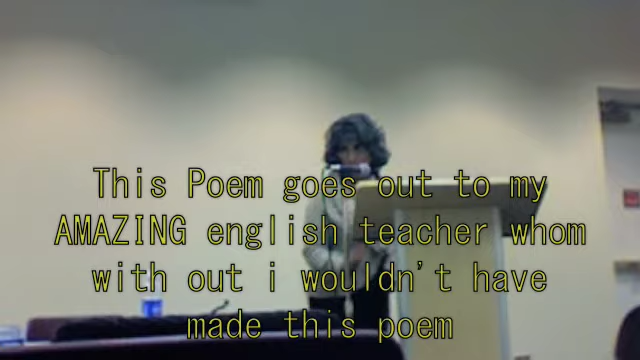 This Poem goes out to my
AMAZING english teacher whom
with out i wouldn't have
made this poem